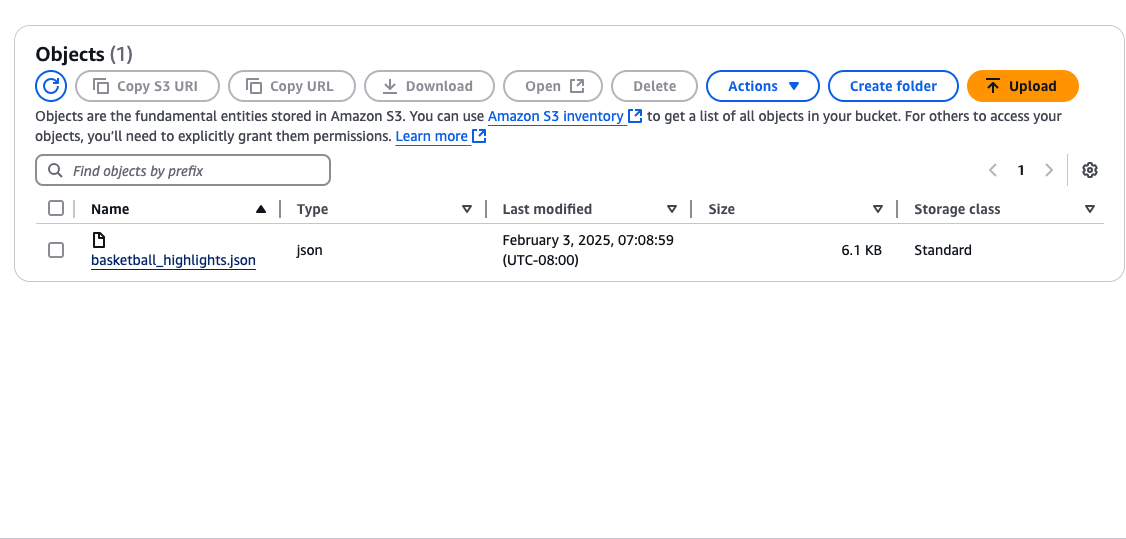 Objects (1)
Copy S3 URI Copy URL Download Open Delete Actions Create folder Upload
Objects are the fundamental entities stored in Amazon S3. You can use Amazon S3 inventory to get a list of all objects in your bucket. For others to access your
objects, you’ll need to explicitly grant them permissions. Learn more
Find objects by prefix 1
Name Type Last modified Size Storage class
basketball_highlights.json json February 3, 2025, 07:08:59 6.1 KB Standard
(UTC-08:00)